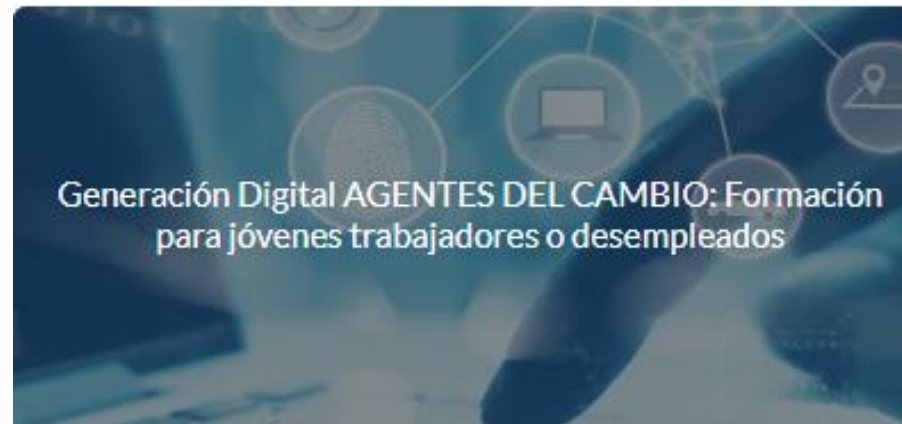 Generación Digital AGENTES DEL CAMBIO: Formación
para jóvenes trabajadores o desempleados